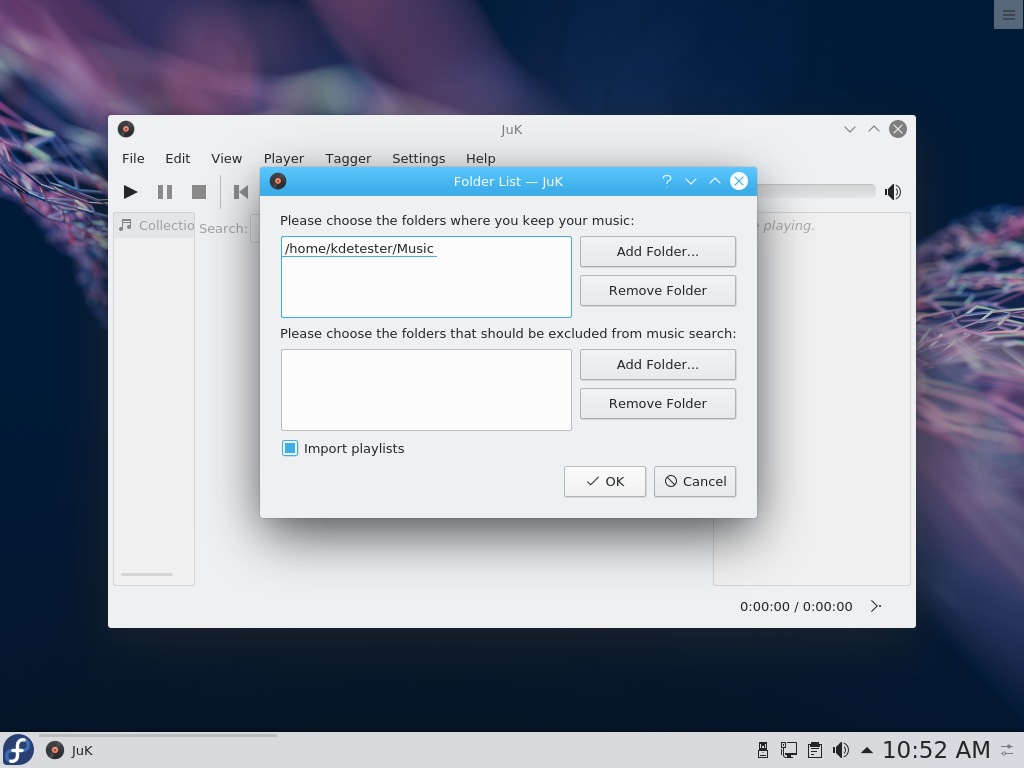 JuK
File Edit View Player Tagger Settings Help
Folder List — JuK
Please choose the folders where you keep your music:
/home/kdetester/Music
Add Folder...
Remove Folder
Please choose the folders that should be excluded from music search:
Add Folder...
Remove Folder
Import playlists
OK Cancel
Collectio
Search:
playing.
0:00:00 / 0:00:00
JuK
10:52 AM